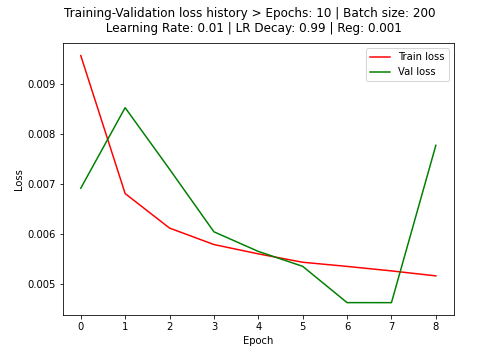 Training-Validation loss history > Epochs: 10 | Batch size: 200
Learning Rate: 0.01 | LR Decay: 0.99 | Reg: 0.001
Train loss
Val loss
0.009
0.008
0.007
0.006
0.005
Loss
0 1 2 3 4 5 6 7 8
Epoch